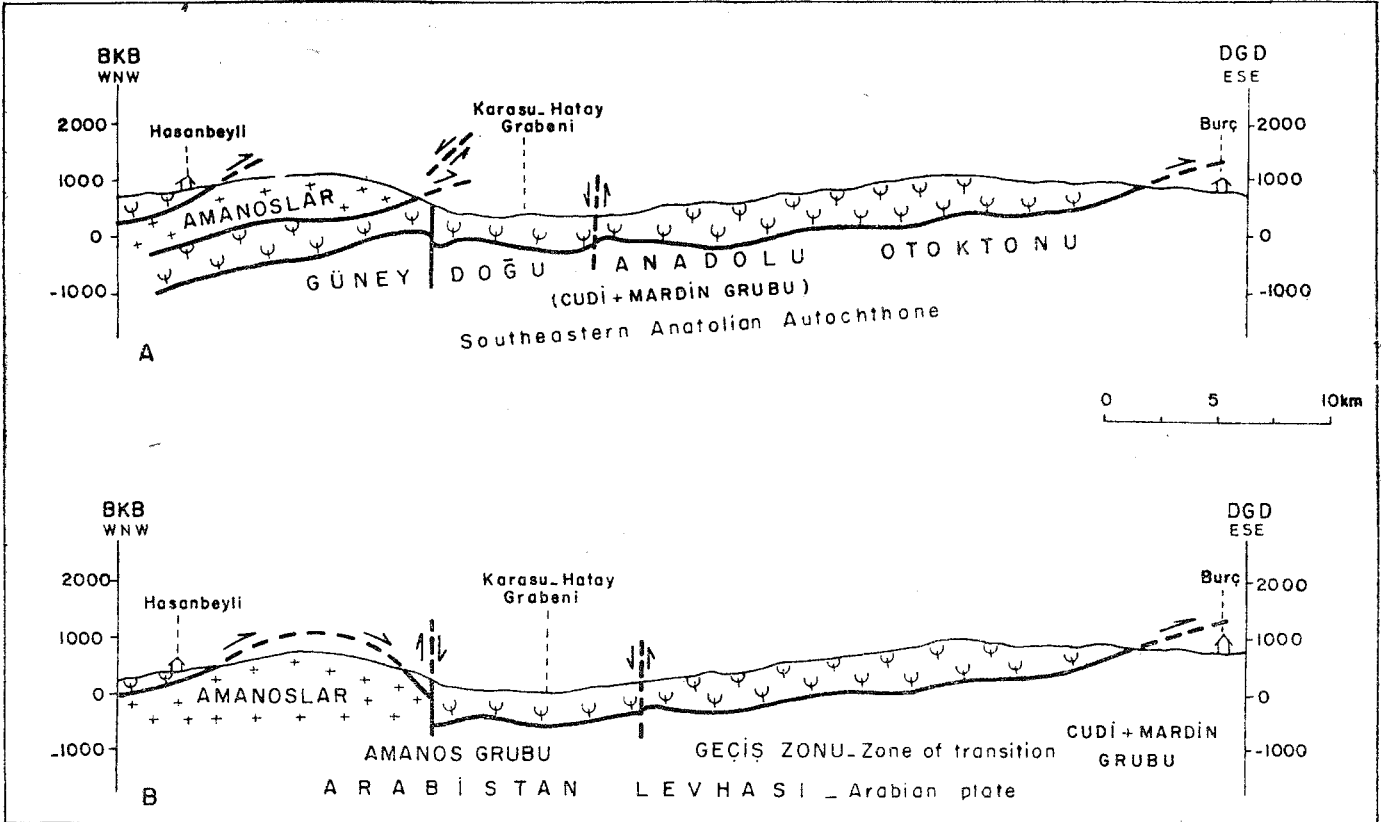 BKB
WNW
DGD
ESE
Karasu_Hatay
Grabeni
Hasanbeyli
Burç
2000
2000
1000
1000
AMANOSLAR
0
0
GÜNEY DOĞU ANADOLU OTOKTONU
-1000
-1000
(CUDİ+MARDİN GRUBU)
Southeastern Anatolian Autochthone
A
0 5 10km
BKB
WNW
DGD
ESE
Karasu_Hatay
Grabeni
Hasanbeyli
Burç
2000
2000
1000
1000
AMANOSLAR
0
0
-1000
-1000
AMANOS GRUBU
GEÇİŞ ZONU_Zone of transition
CUDİ+MARDİN
GRUBU
ARABİSTAN LEVHASI _ Arabian plate
B